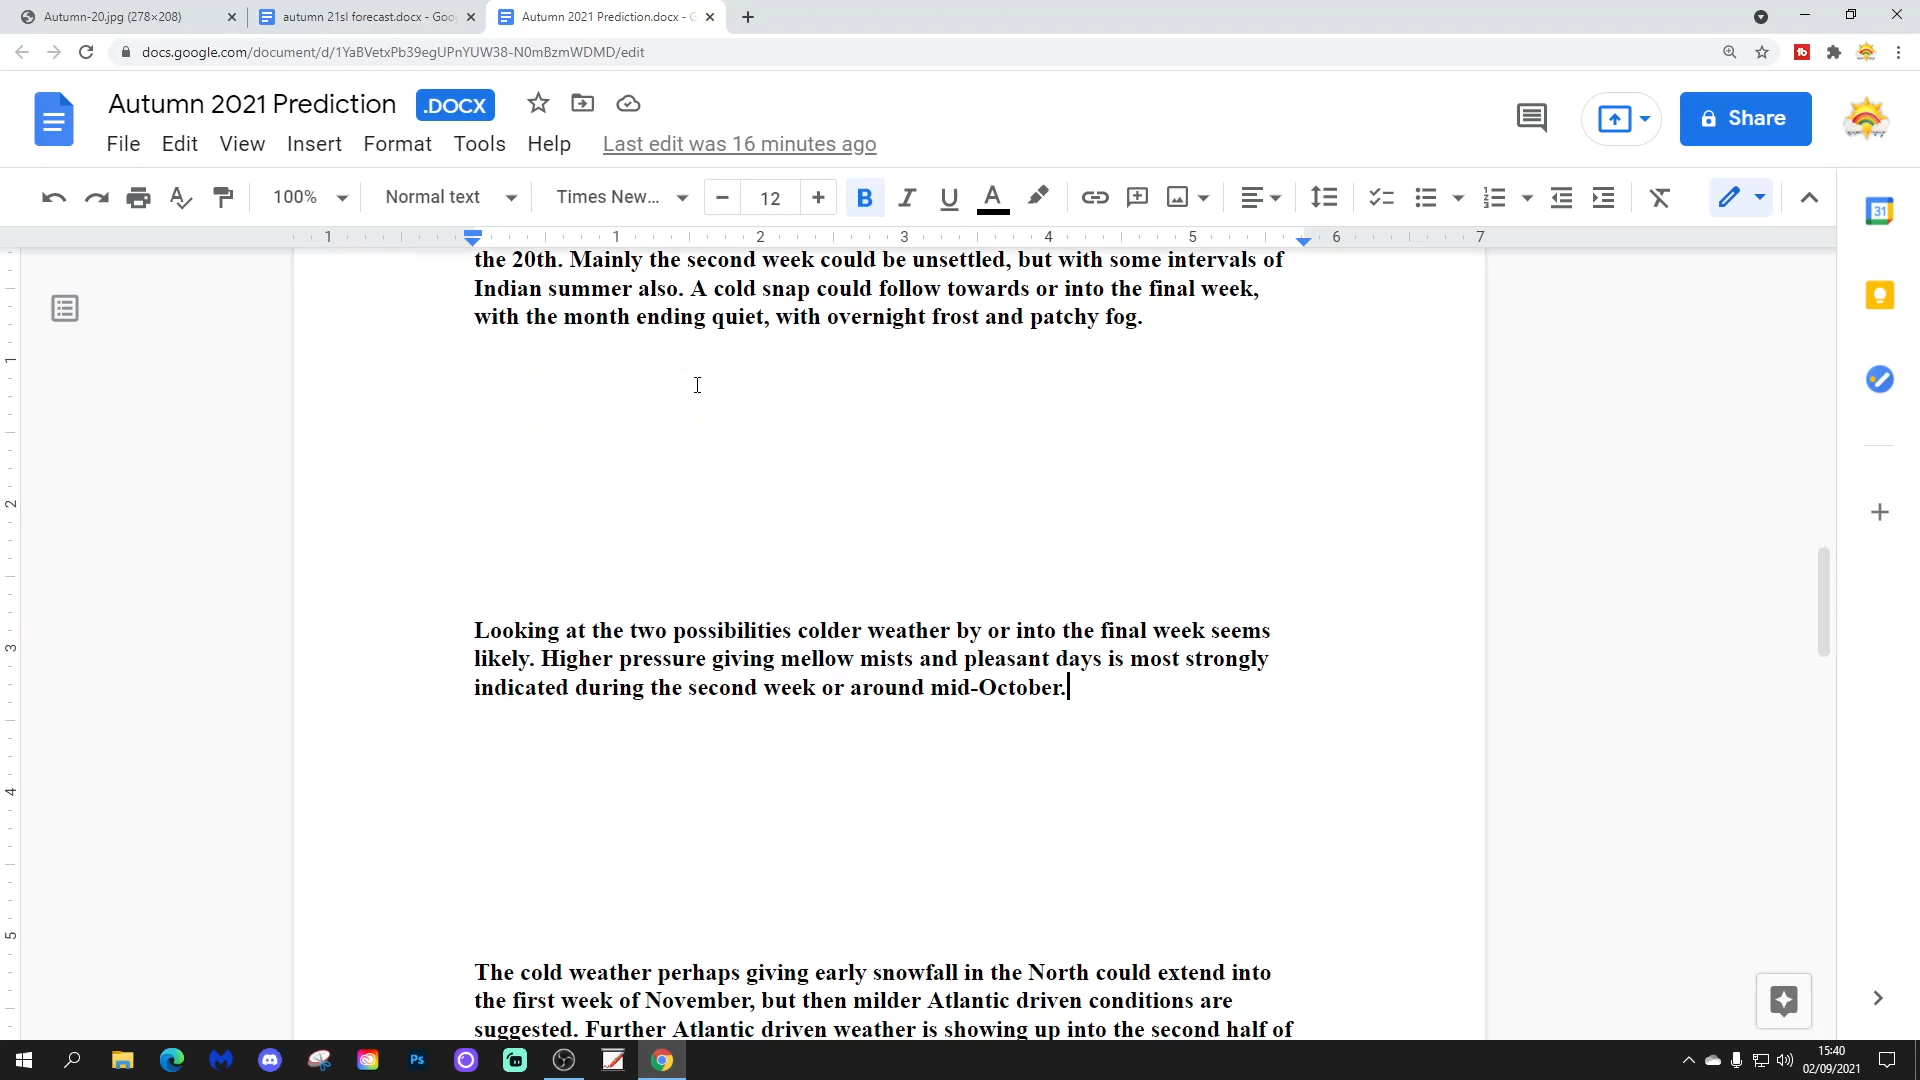 Autumn-20.jpg (278×208)
autumn 21sl forecast.docx - Goo
Autumn 2021 Prediction.docx - G
docs.google.com/document/d/1YaBVetxPb39egUPnYUW38-N0mBzmWDMD/edit
Autumn 2021 Prediction .DOCX
Share
File Edit View Insert Format Tools Help Last edit was 16 minutes ago
100% Normal text Times New... − 12 + B I U A
31
1 1 2 3 4 5 6 7
the 20th. Mainly the second week could be unsettled, but with some intervals of
Indian summer also. A cold snap could follow towards or into the final week,
with the month ending quiet, with overnight frost and patchy fog.
1
2
Looking at the two possibilities colder weather by or into the final week seems
3
likely. Higher pressure giving mellow mists and pleasant days is most strongly
indicated during the second week or around mid-October.
4
5
The cold weather perhaps giving early snowfall in the North could extend into
the first week of November, but then milder Atlantic driven conditions are
suggested. Further Atlantic driven weather is showing up into the second half of
Ps
15:40
02/09/2021